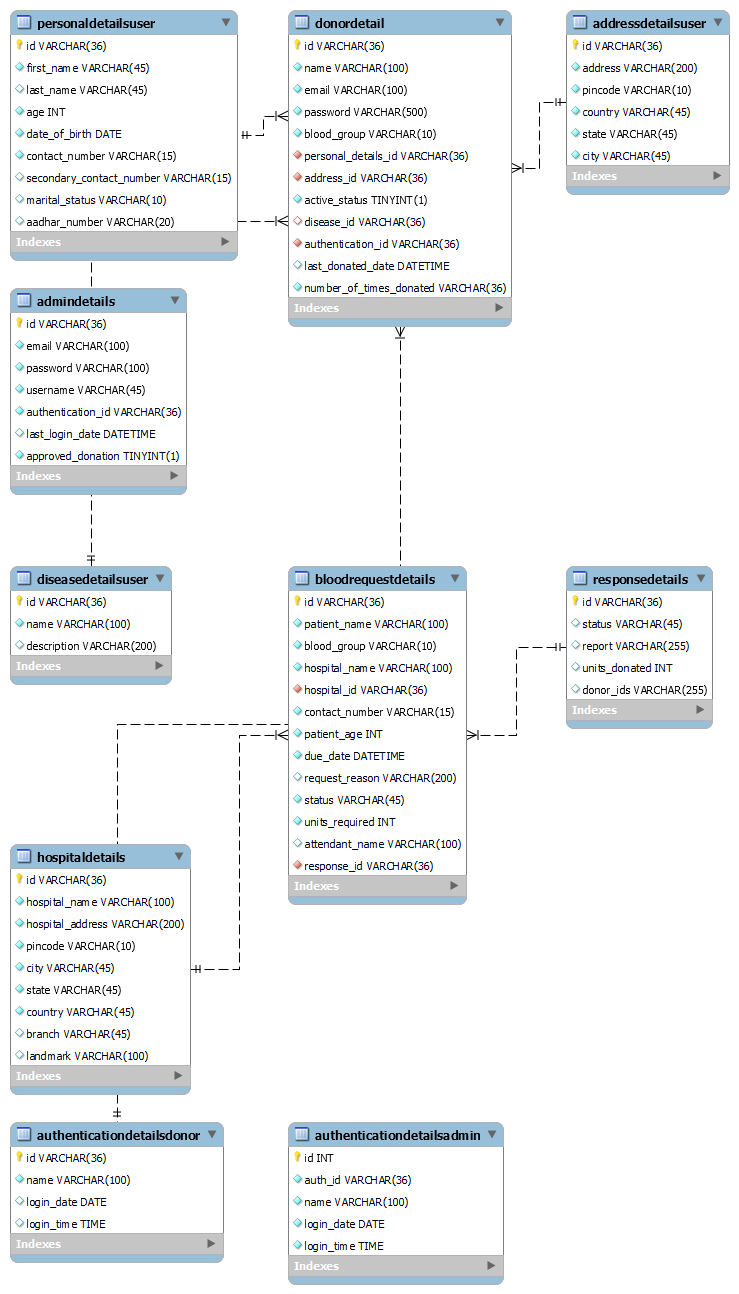 personaldetailsuser
id VARCHAR(36)
first_name VARCHAR(45)
last_name VARCHAR(45)
age INT
date_of_birth DATE
contact_number VARCHAR(15)
secondary_contact_number VARCHAR(15)
marital_status VARCHAR(10)
aadhar_number VARCHAR(20)
Indexes
donordetail
id VARCHAR(36)
name VARCHAR(100)
email VARCHAR(100)
password VARCHAR(500)
blood_group VARCHAR(10)
personal_details_id VARCHAR(36)
address_id VARCHAR(36)
active_status TINYINT(1)
disease_id VARCHAR(36)
authentication_id VARCHAR(36)
last_donated_date DATETIME
number_of_times_donated VARCHAR(36)
Indexes
addressdetailsuser
id VARCHAR(36)
address VARCHAR(200)
pincode VARCHAR(10)
country VARCHAR(45)
state VARCHAR(45)
city VARCHAR(45)
Indexes
admindetails
id VARCHAR(36)
email VARCHAR(100)
password VARCHAR(100)
username VARCHAR(45)
authentication_id VARCHAR(36)
last_login_date DATETIME
approved_donation TINYINT(1)
Indexes
diseasedetailsuser
id VARCHAR(36)
name VARCHAR(100)
description VARCHAR(200)
Indexes
bloodrequestdetails
id VARCHAR(36)
patient_name VARCHAR(100)
blood_group VARCHAR(10)
hospital_name VARCHAR(100)
hospital_id VARCHAR(36)
contact_number VARCHAR(15)
patient_age INT
due_date DATETIME
request_reason VARCHAR(200)
status VARCHAR(45)
units_required INT
attendant_name VARCHAR(100)
response_id VARCHAR(36)
Indexes
responsedetails
id VARCHAR(36)
status VARCHAR(45)
report VARCHAR(255)
units_donated INT
donor_ids VARCHAR(255)
Indexes
hospitaldetails
id VARCHAR(36)
hospital_name VARCHAR(100)
hospital_address VARCHAR(200)
pincode VARCHAR(10)
city VARCHAR(45)
state VARCHAR(45)
country VARCHAR(45)
branch VARCHAR(45)
landmark VARCHAR(100)
Indexes
authenticationdetailsdonor
id VARCHAR(36)
name VARCHAR(100)
login_date DATE
login_time TIME
Indexes
authenticationdetailsadmin
id INT
auth_id VARCHAR(36)
name VARCHAR(100)
login_date DATE
login_time TIME
Indexes